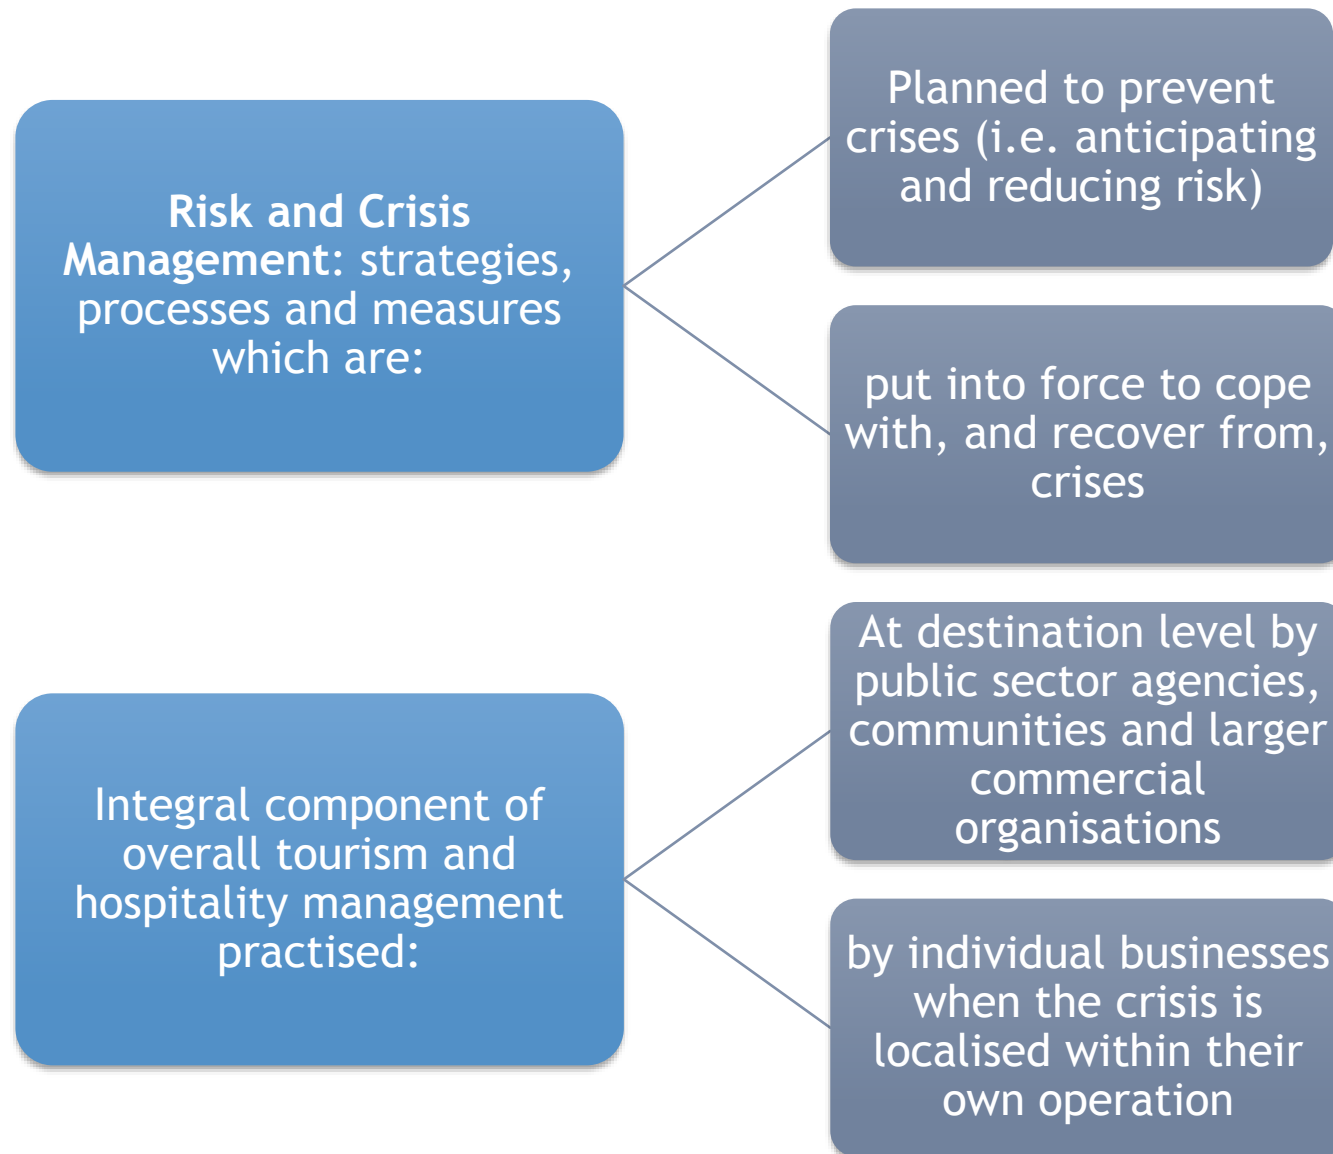 Risk and Crisis
Management: strategies,
processes and measures
which are:
Planned to prevent
crises (i.e. anticipating
and reducing risk)
put into force to cope
with, and recover from,
crises
Integral component of
overall tourism and
hospitality management
practised:
At destination level by
public sector agencies,
communities and larger
commercial
organisations
by individual businesses
when the crisis is
localised within their
own operation